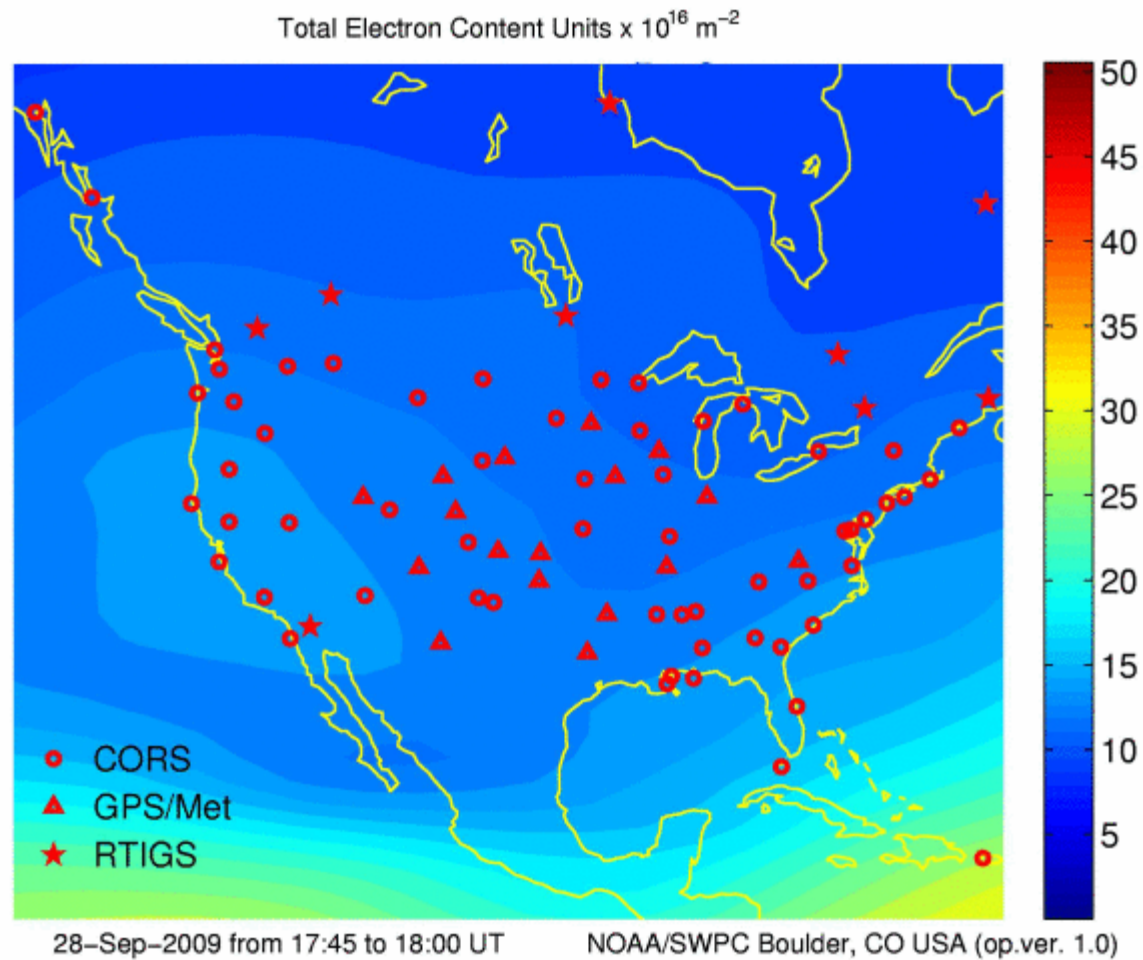 Total Electron Content Units x 10^16 m^−2
50
45
40
35
30
25
20
15
10
5
CORS
GPS/Met
RTIGS
28−Sep−2009 from 17:45 to 18:00 UT
NOAA/SWPC Boulder, CO USA (op.ver. 1.0)